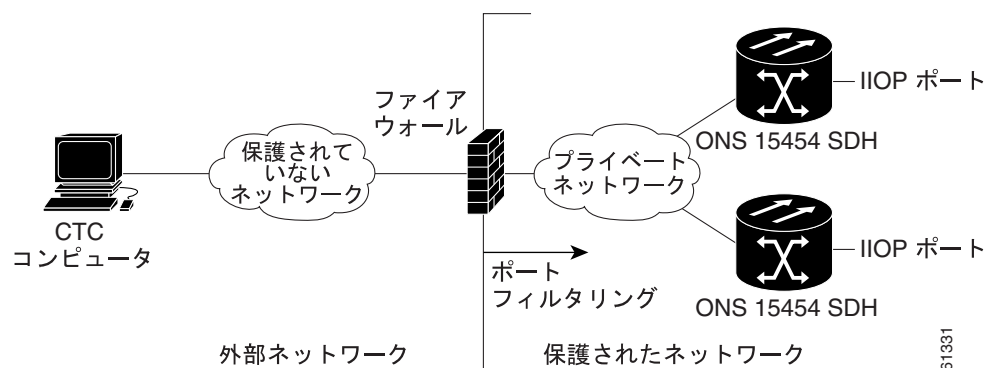 ファイア
ウォール
IIOP ポート
ONS 15454 SDH
保護されて
いない
ネットワーク
プライベート
ネットワーク
CTC
コンピュータ
IIOP ポート
ONS 15454 SDH
ポート
フィルタリング
外部ネットワーク
保護されたネットワーク
61331